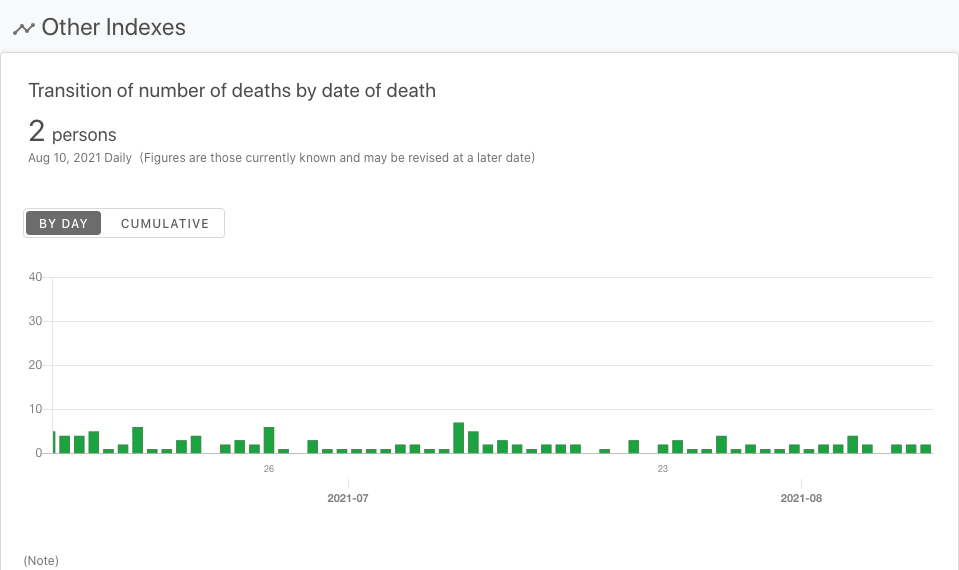 Other Indexes
Transition of number of deaths by date of death
2 persons
Aug 10, 2021 Daily (Figures are those currently known and may be revised at a later date)
BY DAY CUMULATIVE
40
30
20
10
0
26 23
2021-07 2021-08
(Note)